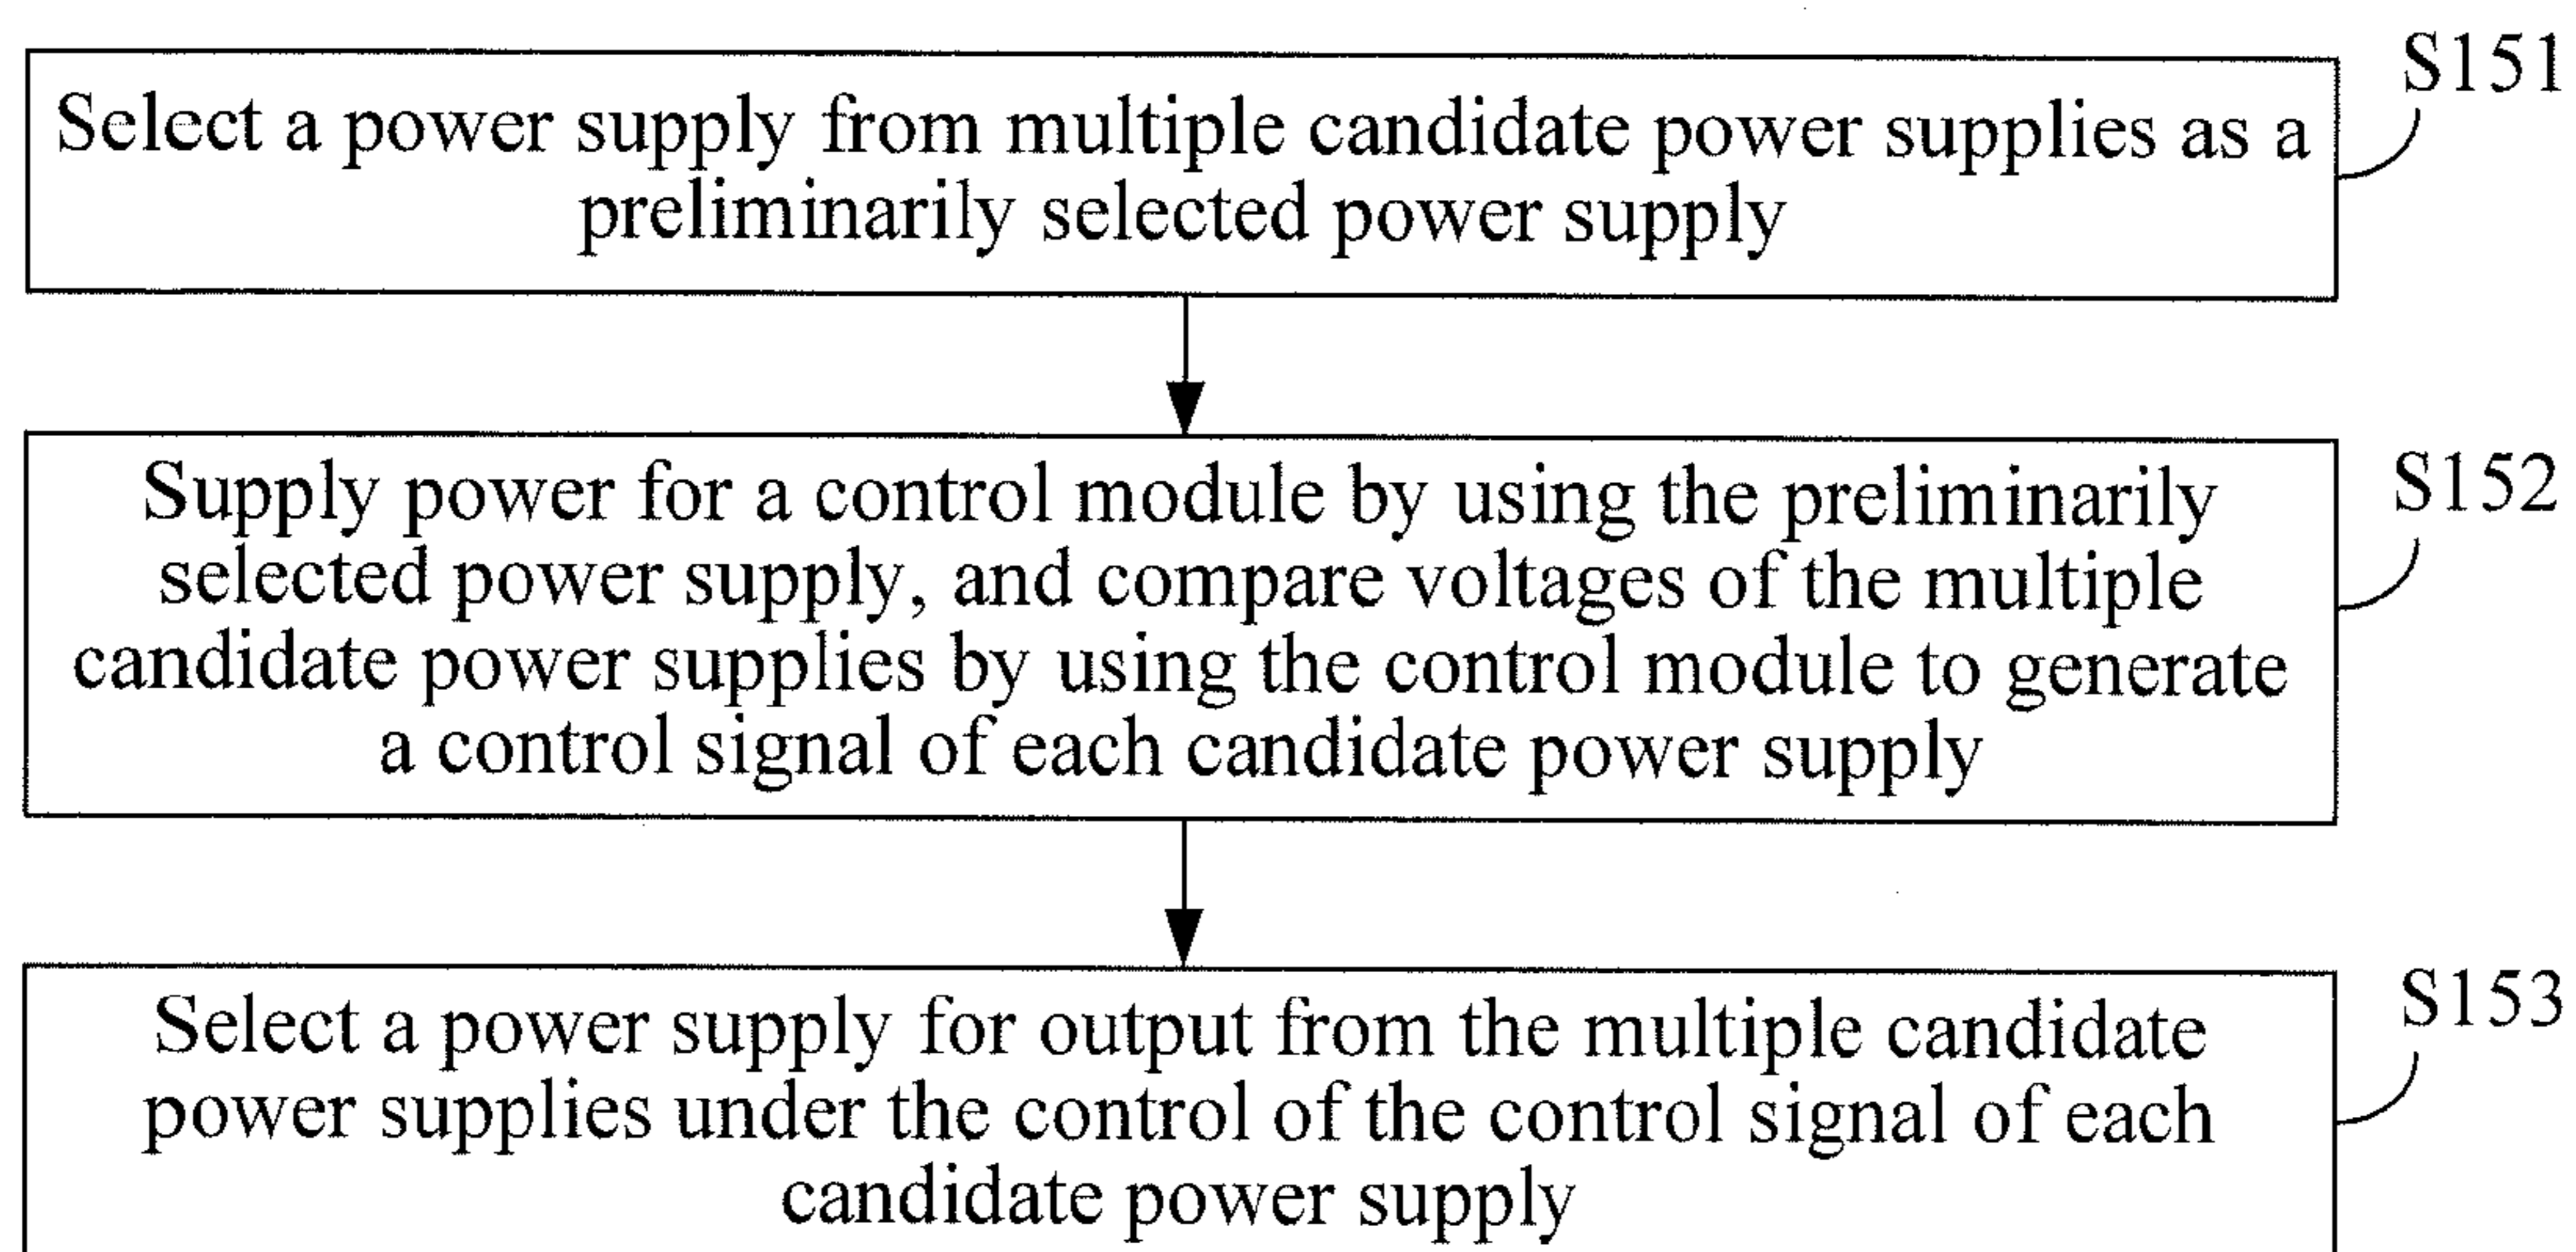 S151
Select a power supply from multiple candidate power supplies as a
preliminarily selected power supply
S152
Supply power for a control module by using the preliminarily
selected power supply, and compare voltages of the multiple
candidate power supplies by using the control module to generate
a control signal of each candidate power supply
S153
Select a power supply for output from the multiple candidate
power supplies under the control of the control signal of each
candidate power supply